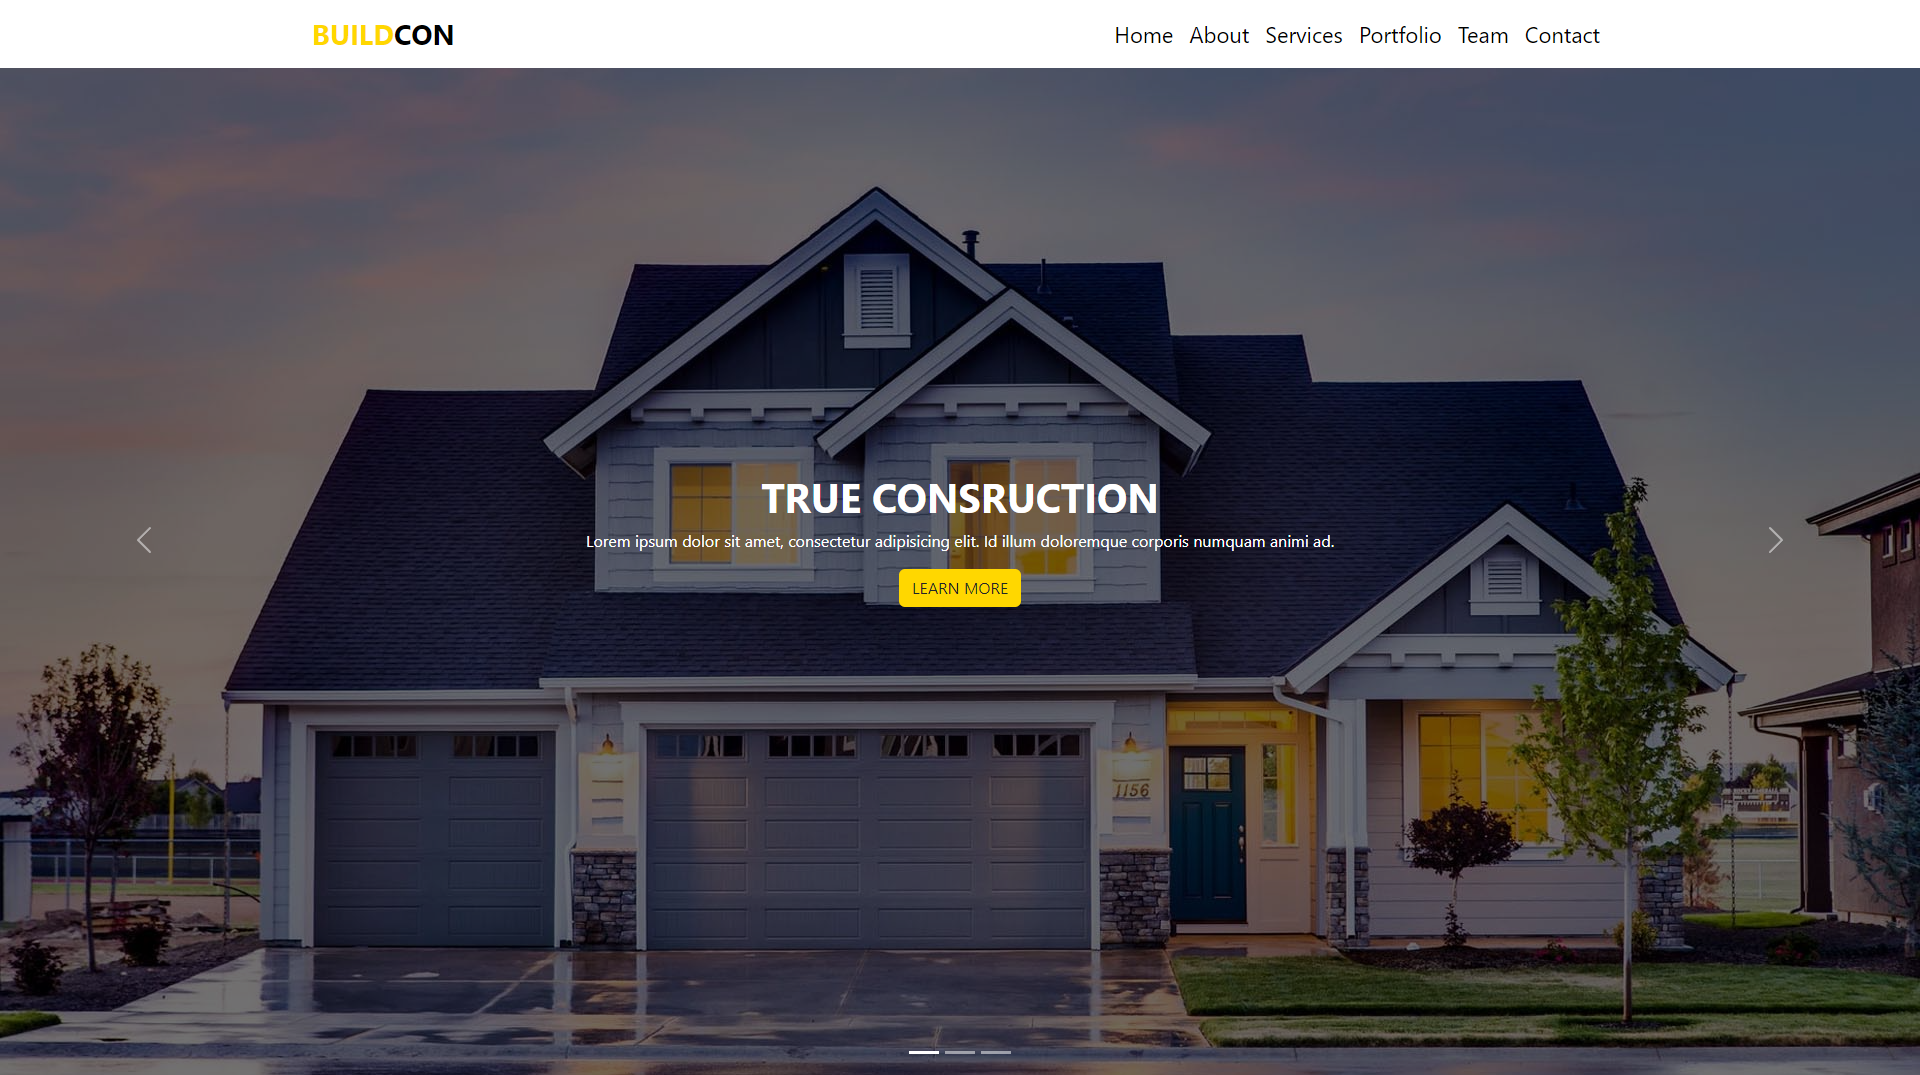 BUILDCON
Home About Services Portfolio Team Contact
TRUE CONSRUCTION
Lorem ipsum dolor sit amet, consectetur adipisicing elit. Id illum doloremque corporis numquam animi ad.
LEARN MORE
1156